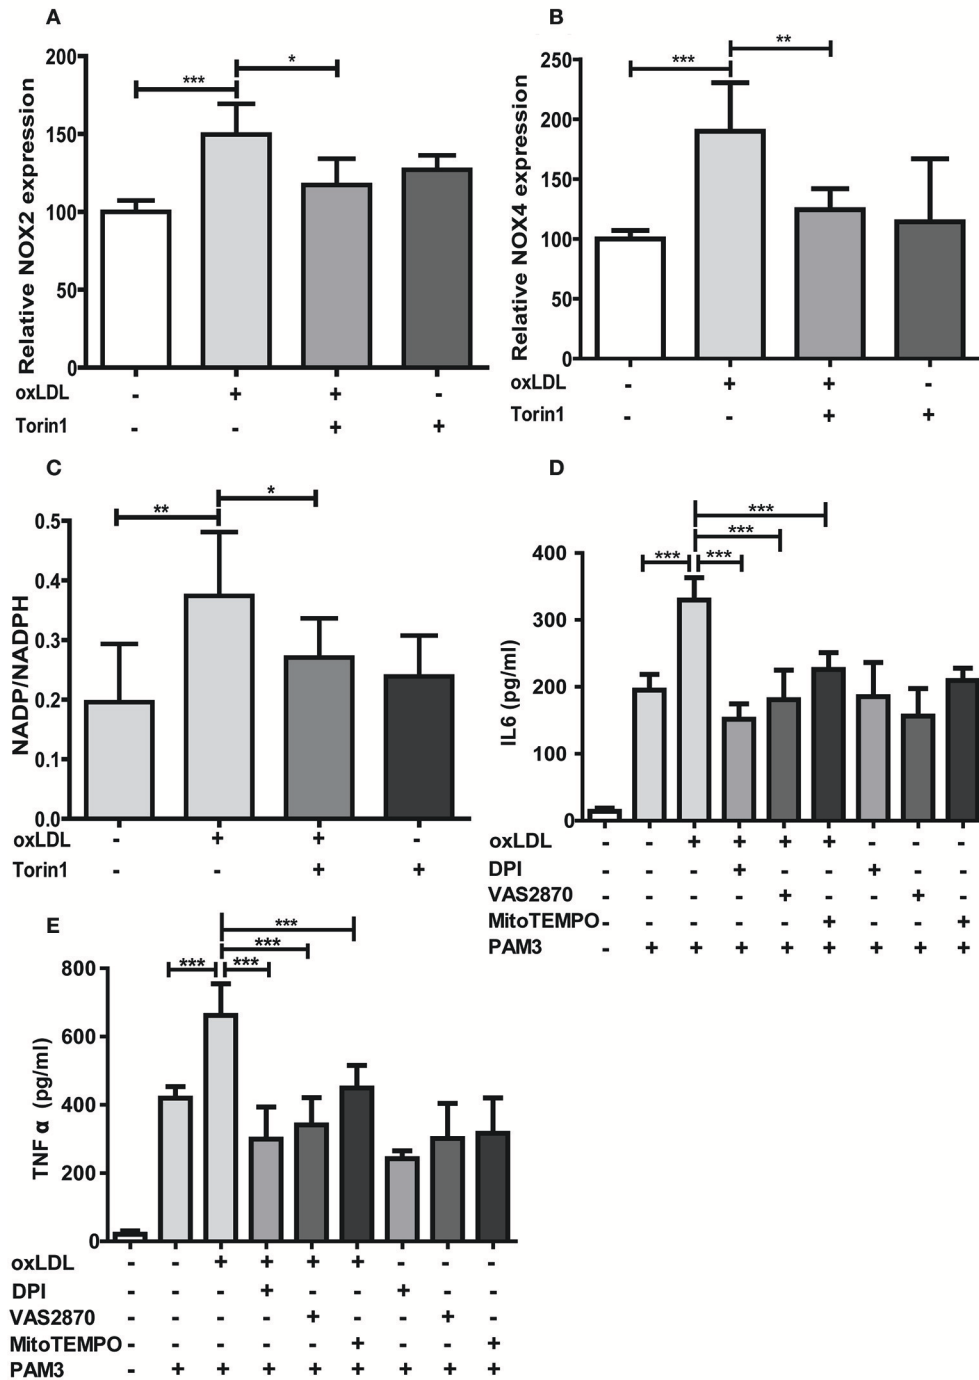 A
Relative NOX2 expression
200
150
100
50
0
***
*
oxLDL - + + -
Torin1 - - + +
B
Relative NOX4 expression
250
200
150
100
50
0
***
**
oxLDL - + + -
Torin1 - - + +
C
NADP/NADPH
0.5
0.4
0.3
0.2
0.1
0.0
**
*
oxLDL - + + -
Torin1 - - + +
D
IL6 (pg/ml)
400
300
200
100
0
***
***
*** ***
oxLDL - - + + + + - - -
DPI - - - + - - + - -
VAS2870 - - - - + - - + -
MitoTEMPO - - - - - + - - +
PAM3 - + + + + + + + +
E
TNF α (pg/ml)
800
600
400
200
0
***
***
*** ***
oxLDL - - + + + + - - -
DPI - - - + - - + - -
VAS2870 - - - - + - - + -
MitoTEMPO - - - - - + - - +
PAM3 - + + + + + + + +